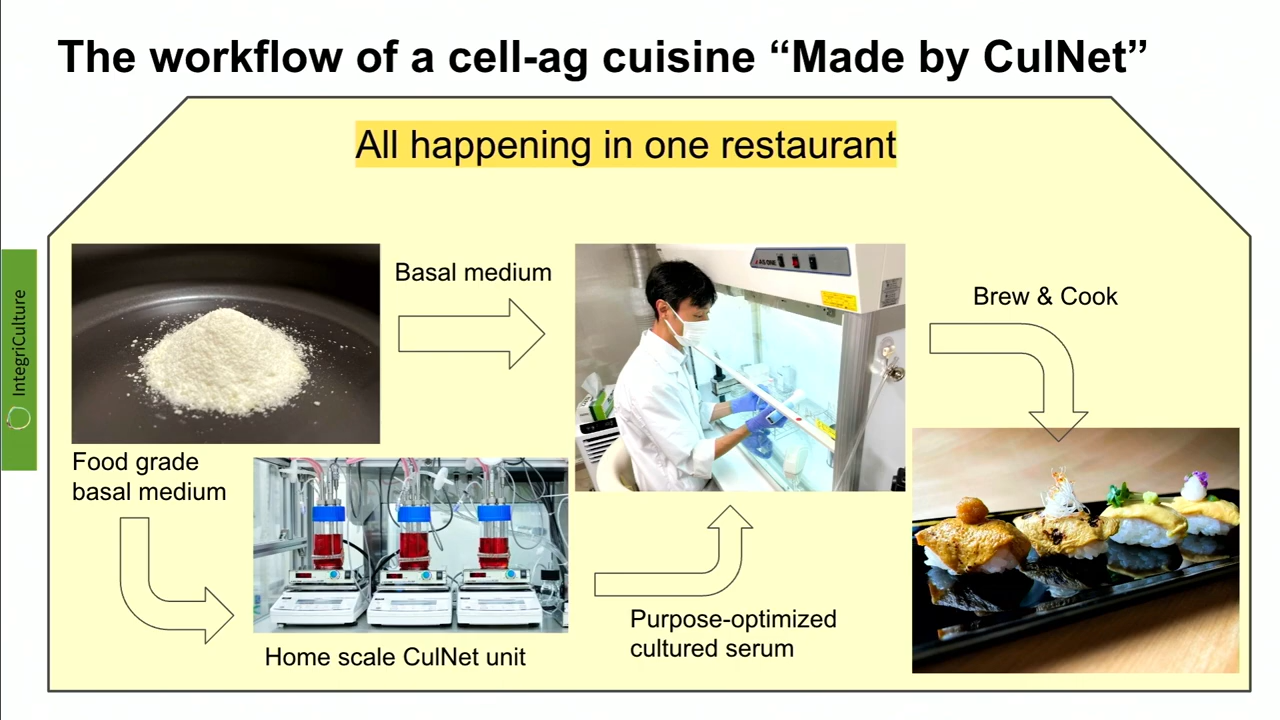 The workflow of a cell-ag cuisine “Made by CulNet”
All happening in one restaurant
IntegriCulture
Basal medium
Brew & Cook
Food grade
basal medium
Purpose-optimized
cultured serum
Home scale CulNet unit